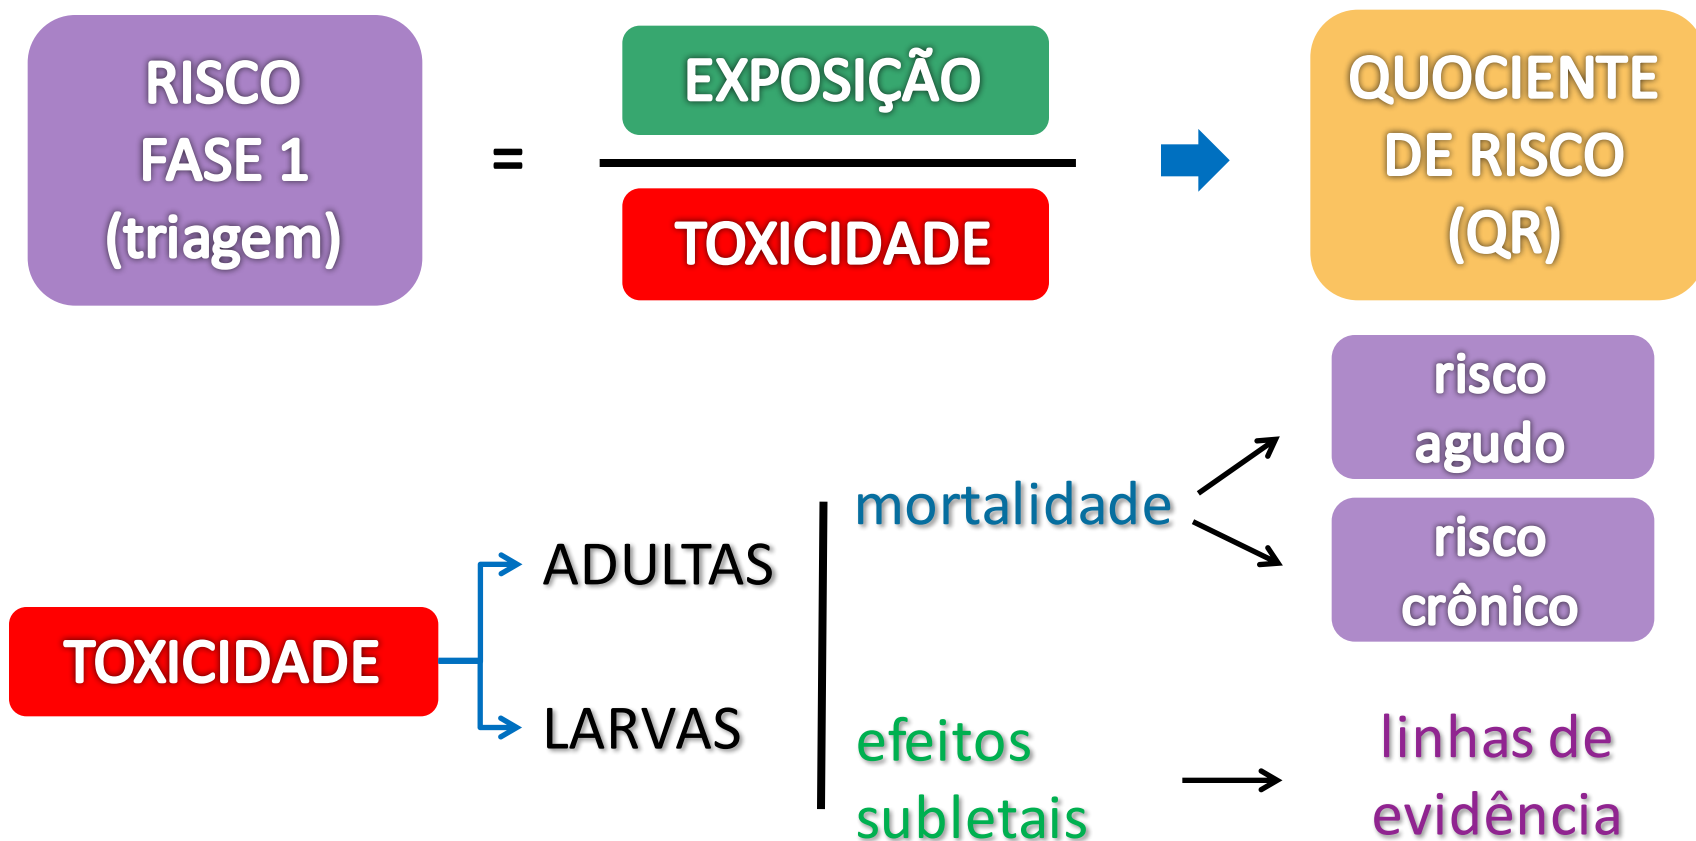 RISCO
FASE 1
(triagem)
=
EXPOSIÇÃO
TOXICIDADE
QUOCIENTE
DE RISCO
(QR)
TOXICIDADE
ADULTAS
LARVAS
mortalidade
efeitos
subletais
risco
agudo
risco
crônico
linhas de
evidência